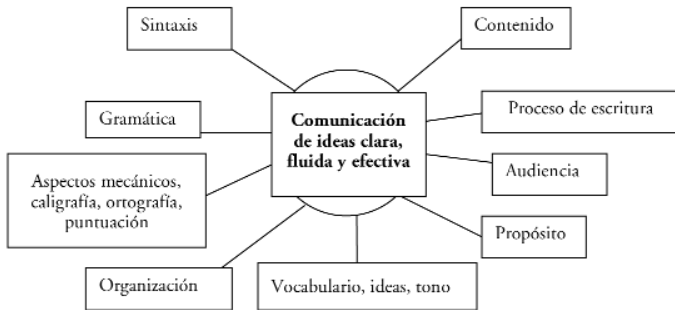 Sintaxis
Contenido
Gramática
Comunicación
de ideas clara,
fluida y efectiva
Proceso de escritura
Aspectos mecánicos,
caligrafía, ortografía,
puntuación
Audiencia
Propósito
Organización
Vocabulario, ideas, tono